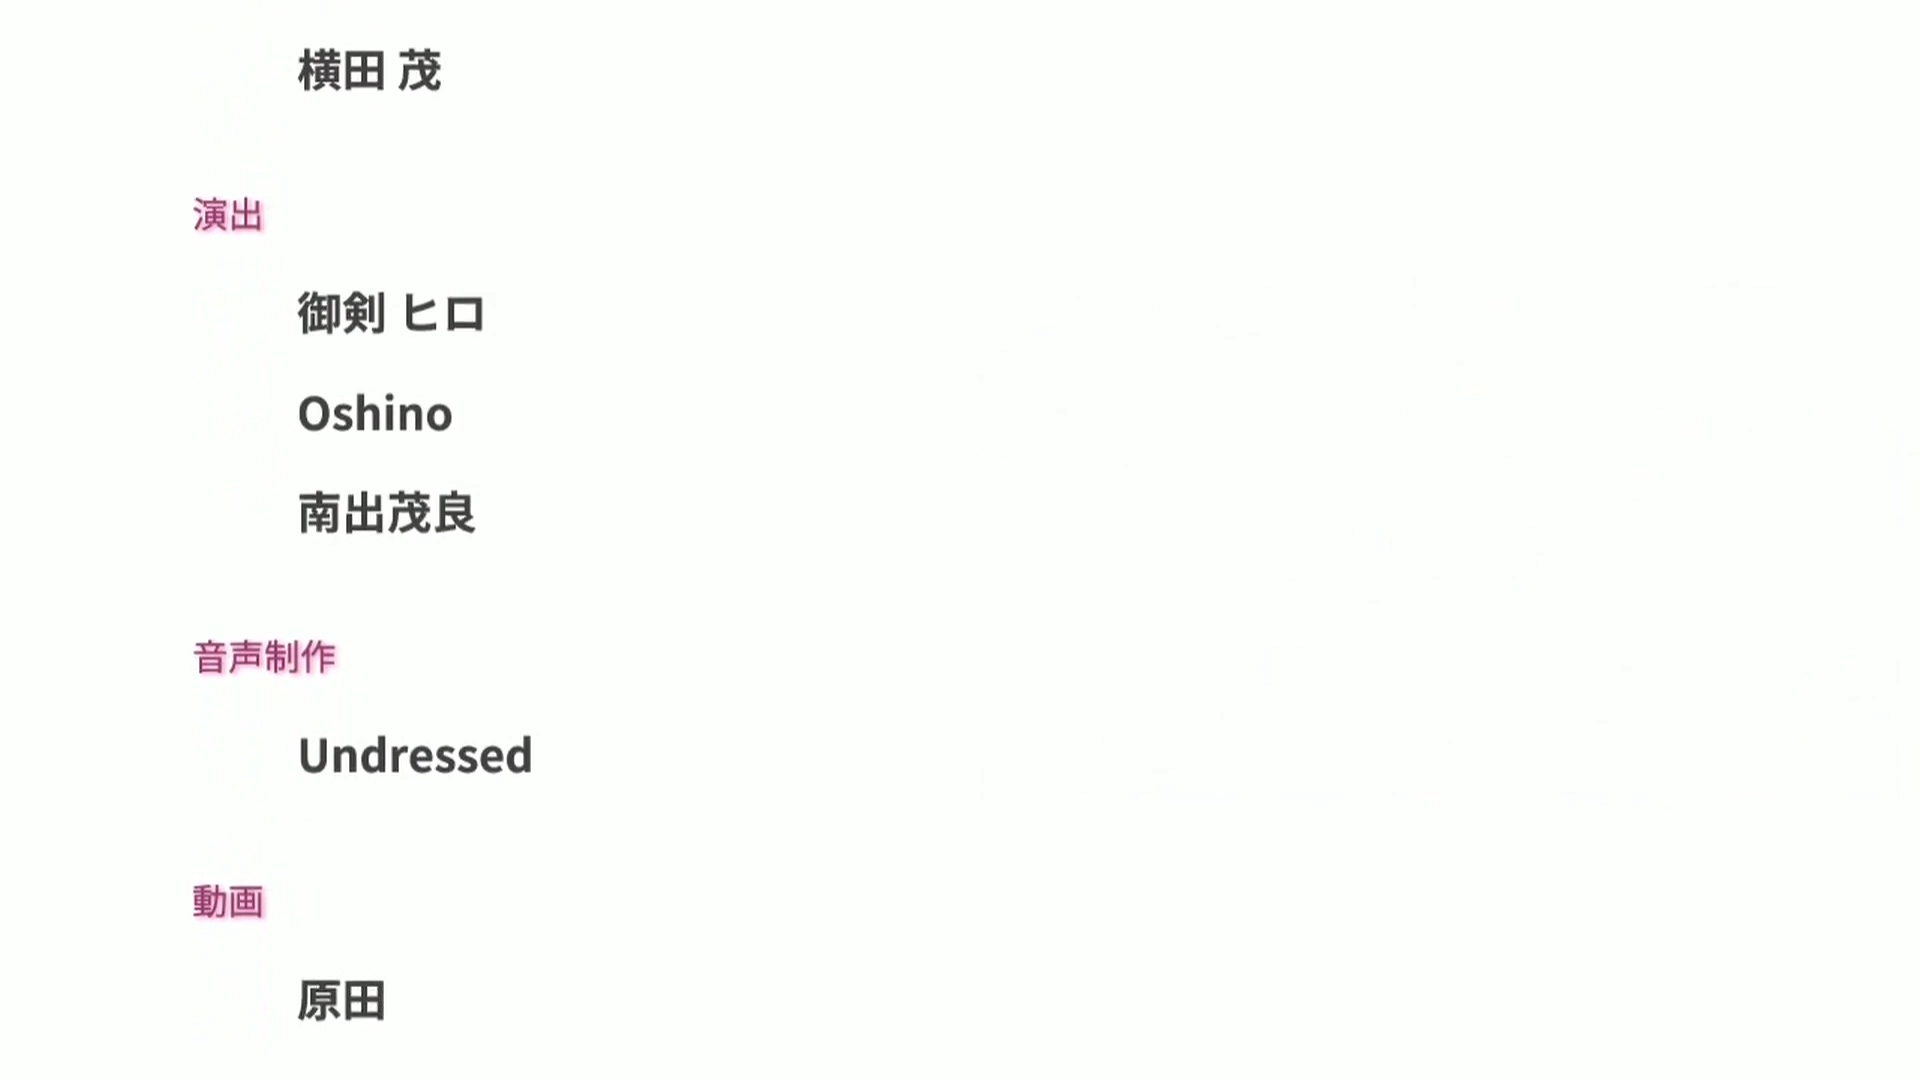 横田 茂
演出
御剣 ヒロ
Oshino
南出茂良
音声制作
Undressed
動画
原田